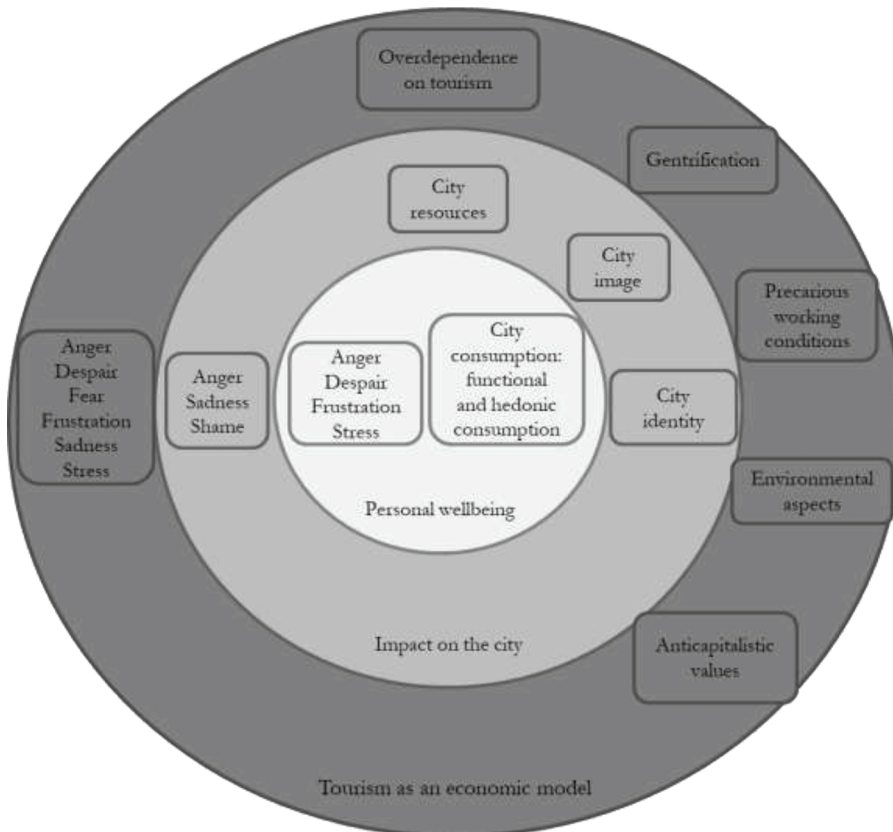 Overdependence
on tourism
Gentrification
City
resources
City
image
Precarious
working
conditions
Anger
Despair
Fear
Frustration
Sadness
Stress
Anger
Sadness
Shame
Anger
Despair
Frustration
Stress
City
consumption:
functional
and hedonic
consumption
City
identity
Environmental
aspects
Personal wellbeing
Impact on the city
Anticapitalistic
values
Tourism as an economic model